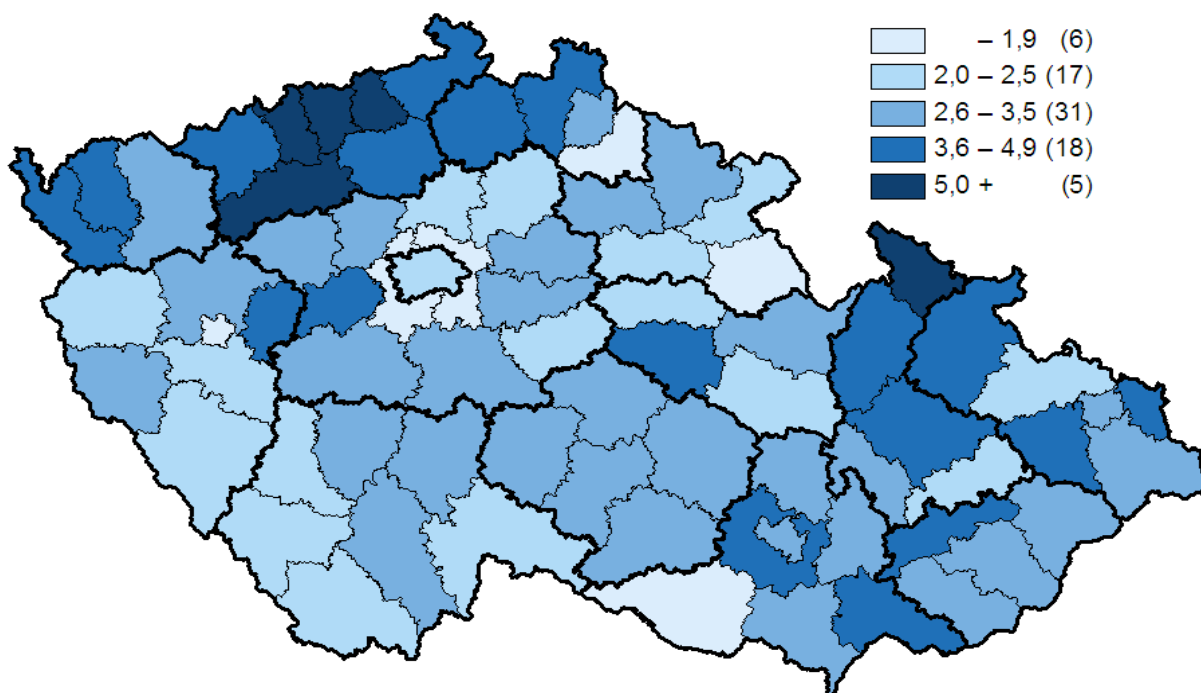 – 1,9 (6)
2,0 – 2,5 (17)
2,6 – 3,5 (31)
3,6 – 4,9 (18)
5,0 + (5)